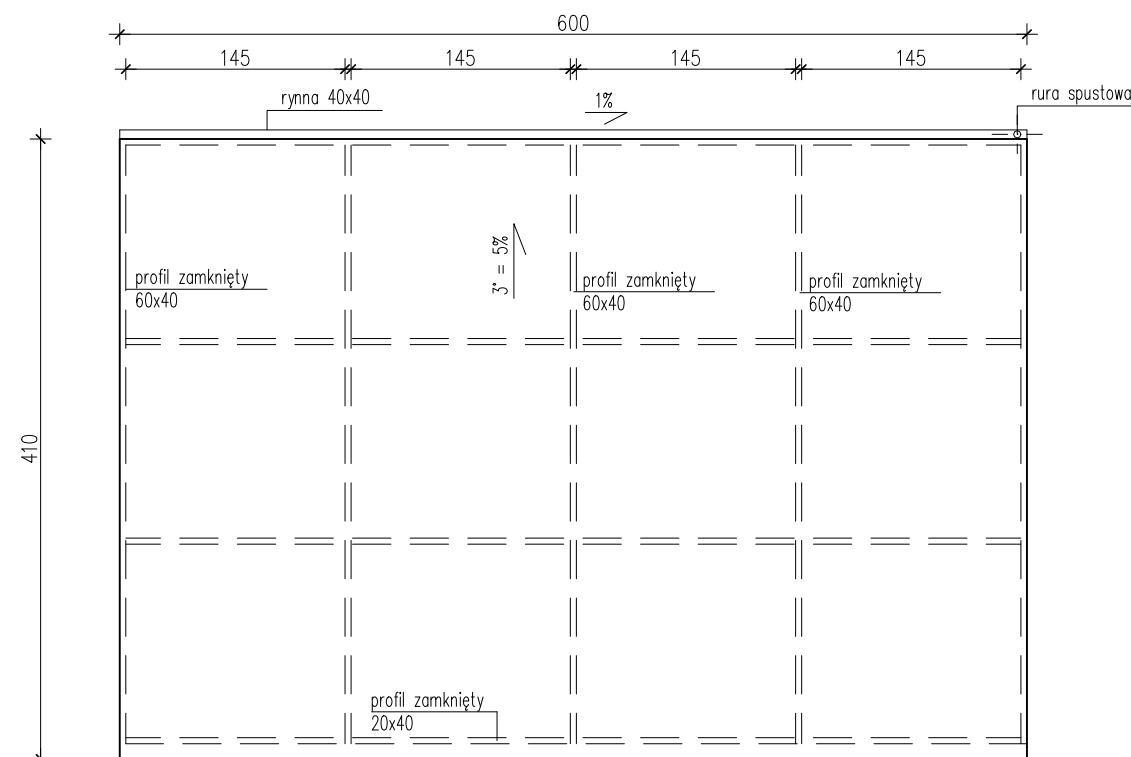 600
145 145 145 145
rynna 40x40
1%
rura spustowa
3° = 5%
profil zamknięty
60x40
profil zamknięty
60x40
profil zamknięty
60x40
410
profil zamknięty
20x40